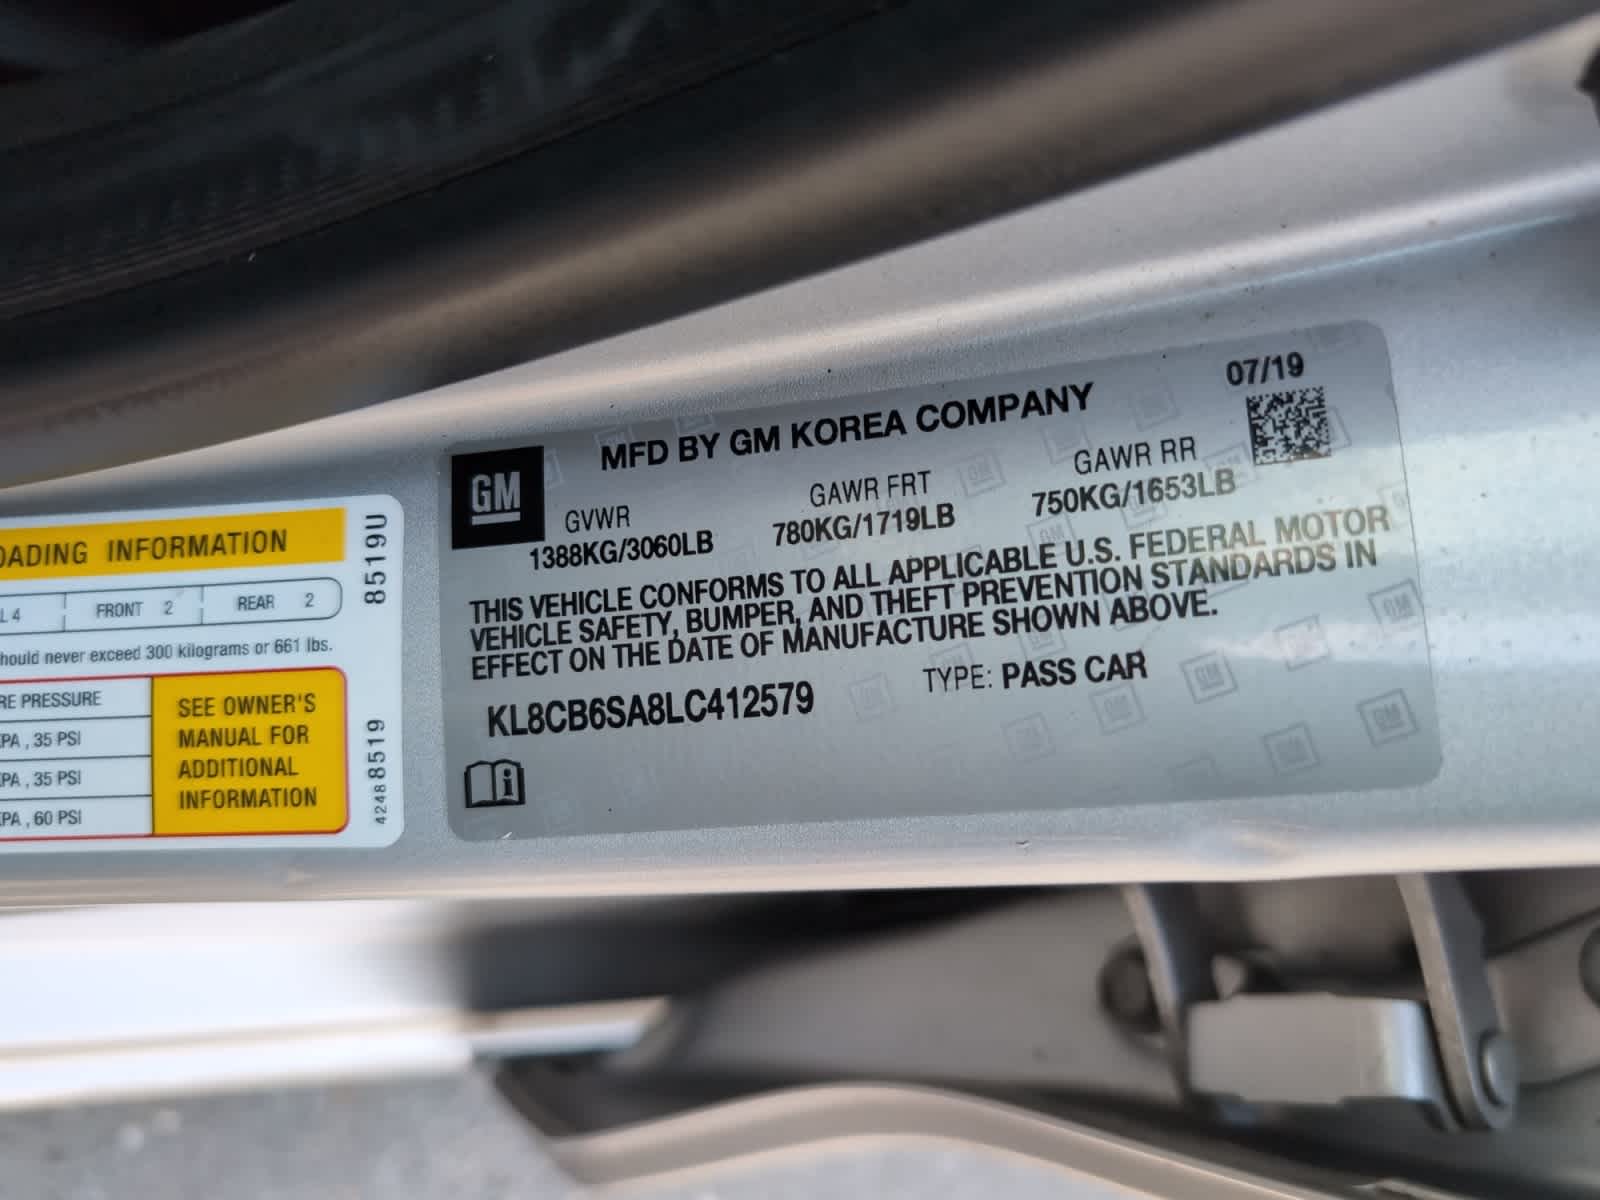 OADING INFORMATION
L 4 FRONT 2 REAR 2
hould never exceed 300 kilograms or 661 lbs.
RE PRESSURE
PA , 35 PSI
PA , 35 PSI
PA , 60 PSI
SEE OWNER'S
MANUAL FOR
ADDITIONAL
INFORMATION
8519U
42488519
GM
MFD BY GM KOREA COMPANY
07/19
GVWR
1388KG/3060LB
GAWR FRT
780KG/1719LB
GAWR RR
750KG/1653LB
THIS VEHICLE CONFORMS TO ALL APPLICABLE U.S. FEDERAL MOTOR
VEHICLE SAFETY, BUMPER, AND THEFT PREVENTION STANDARDS IN
EFFECT ON THE DATE OF MANUFACTURE SHOWN ABOVE.
KL8CB6SA8LC412579
TYPE: PASS CAR